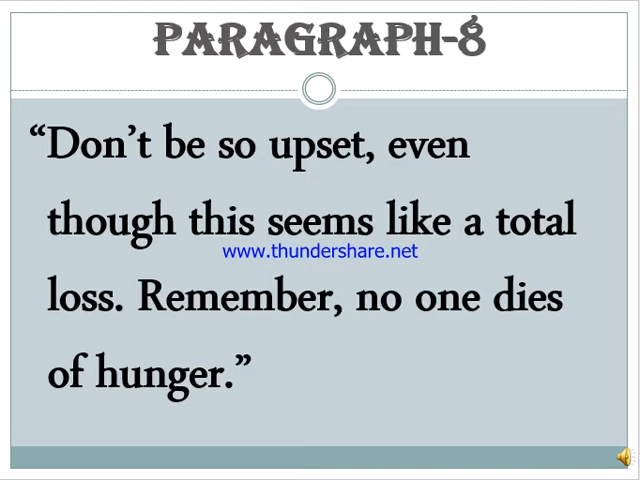 PARAGRAPH-8
“Don’t be so upset, even
though this seems like a total
www.thundershare.net
loss. Remember, no one dies
of hunger.”